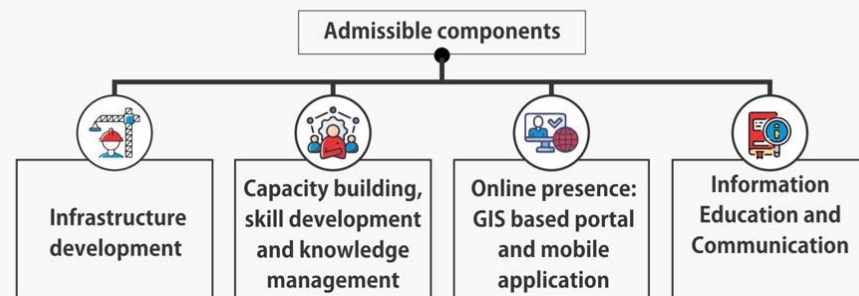 Admissible components
Infrastructure
development
Capacity building,
skill development
and knowledge
management
Online presence:
GIS based portal
and mobile
application
Information
Education and
Communication